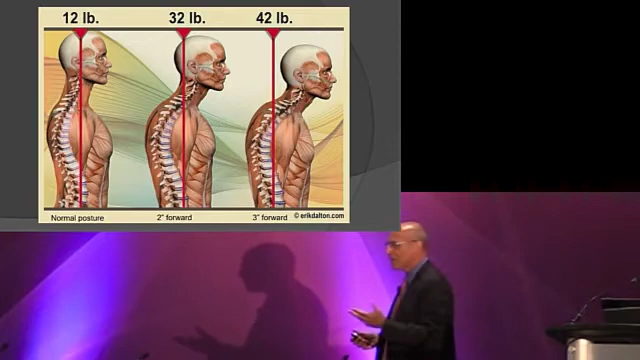 12 lb. 32 lb. 42 lb.
Normal posture 2" forward 3" forward © erikdalton.com